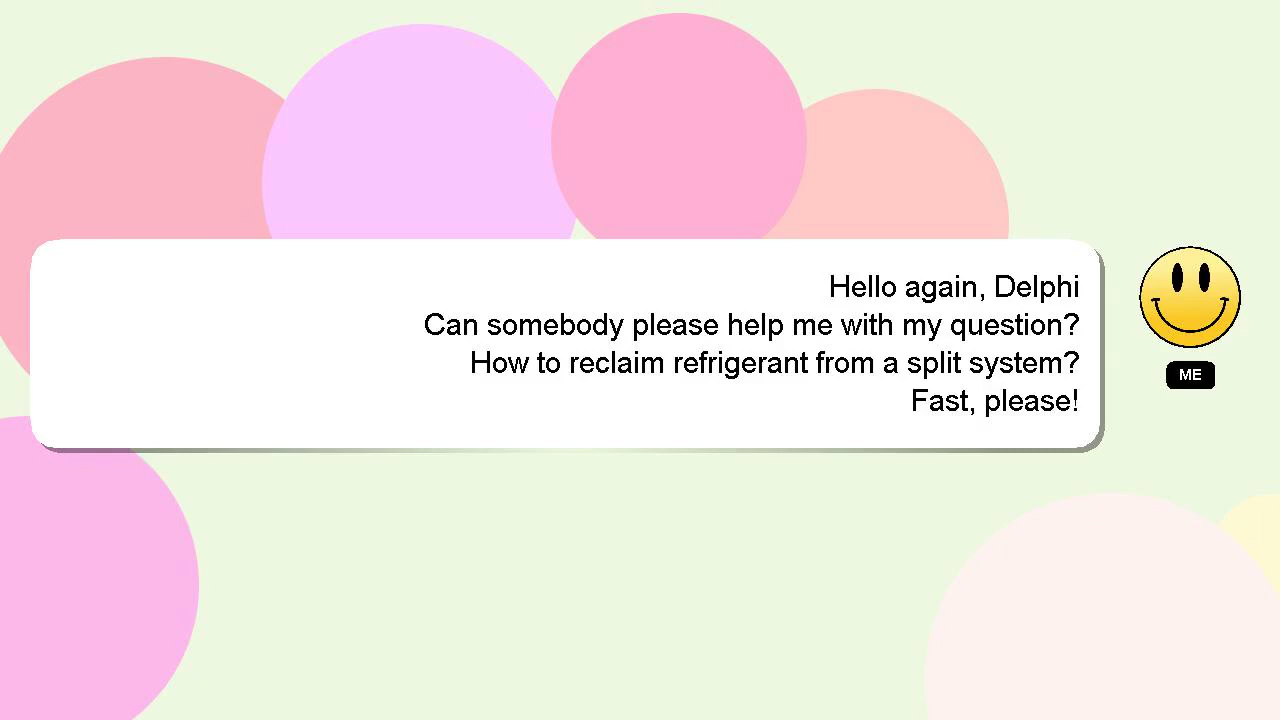 Hello again, Delphi
Can somebody please help me with my question?
How to reclaim refrigerant from a split system?
Fast, please!
ME